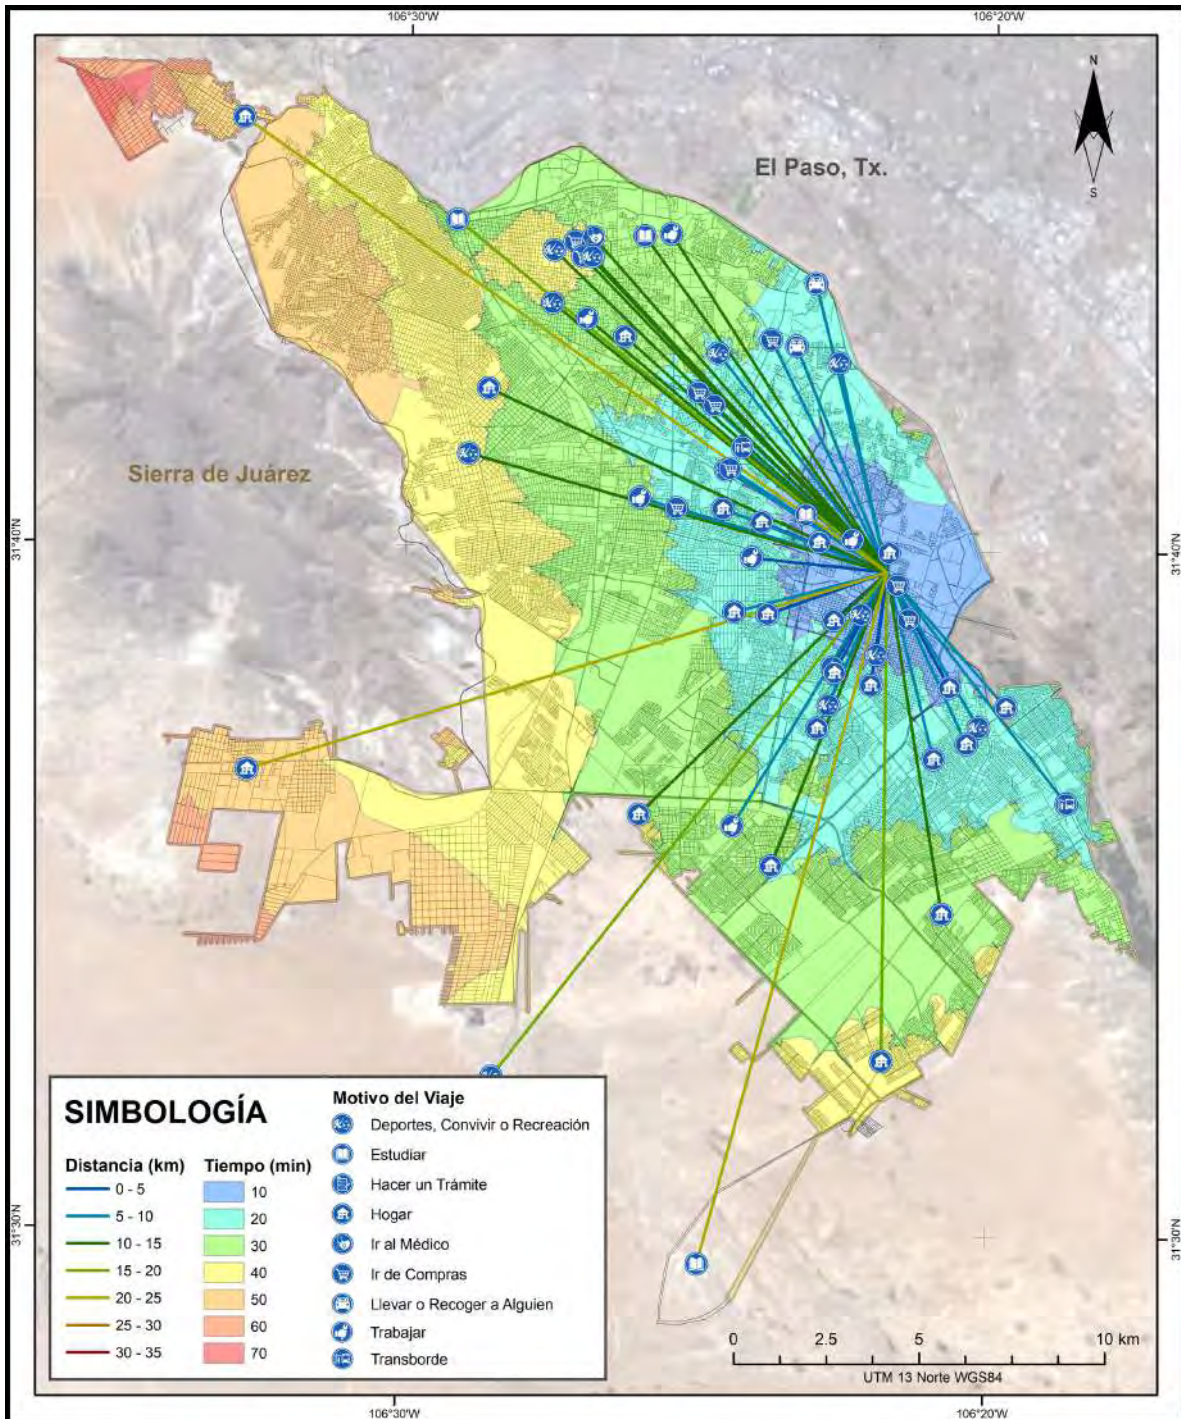 106°30'W
106°20'W
N
S
El Paso, Tx.
Sierra de Juárez
31°40'N
31°40'N
31°30'N
31°30'N
SIMBOLOGÍA
Distancia (km)
0 - 5
5 - 10
10 - 15
15 - 20
20 - 25
25 - 30
30 - 35
Tiempo (min)
10
20
30
40
50
60
70
Motivo del Viaje
Deportes, Convivir o Recreación
Estudiar
Hacer un Trámite
Hogar
Ir al Médico
Ir de Compras
Llevar o Recoger a Alguien
Trabajar
Transborde
0 2.5 5 10 km
UTM 13 Norte WGS84
106°30'W
106°20'W